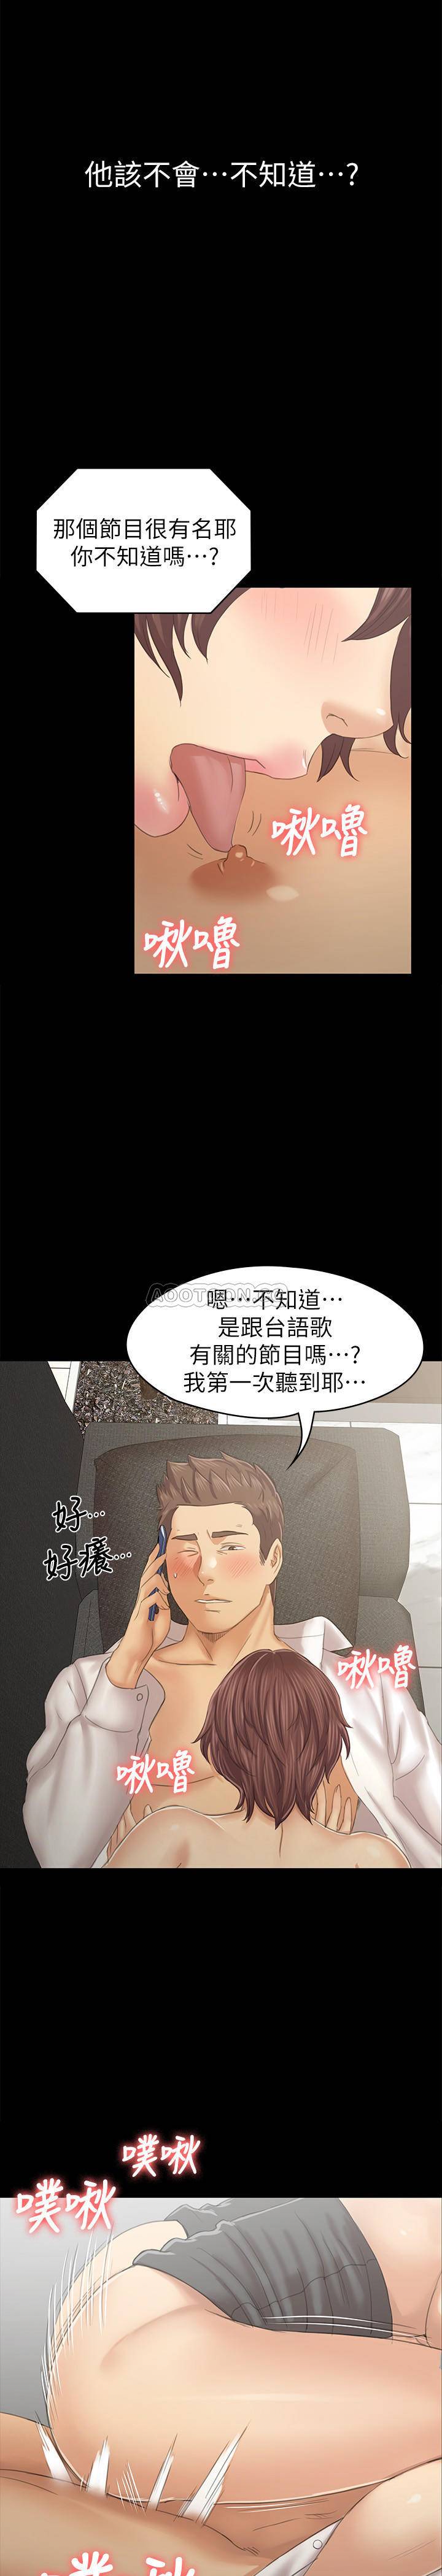 他該不會⋯不知道⋯?
那個節目很有名耶
你不知道嗎⋯?
啾嚕
啾嚕
嗯⋯不知道⋯
是跟台語歌
有關的節目嗎⋯?
我第一次聽到耶⋯
好⋯
好癢⋯
啾嚕
啾嚕
噗啾
噗啾
噗啾